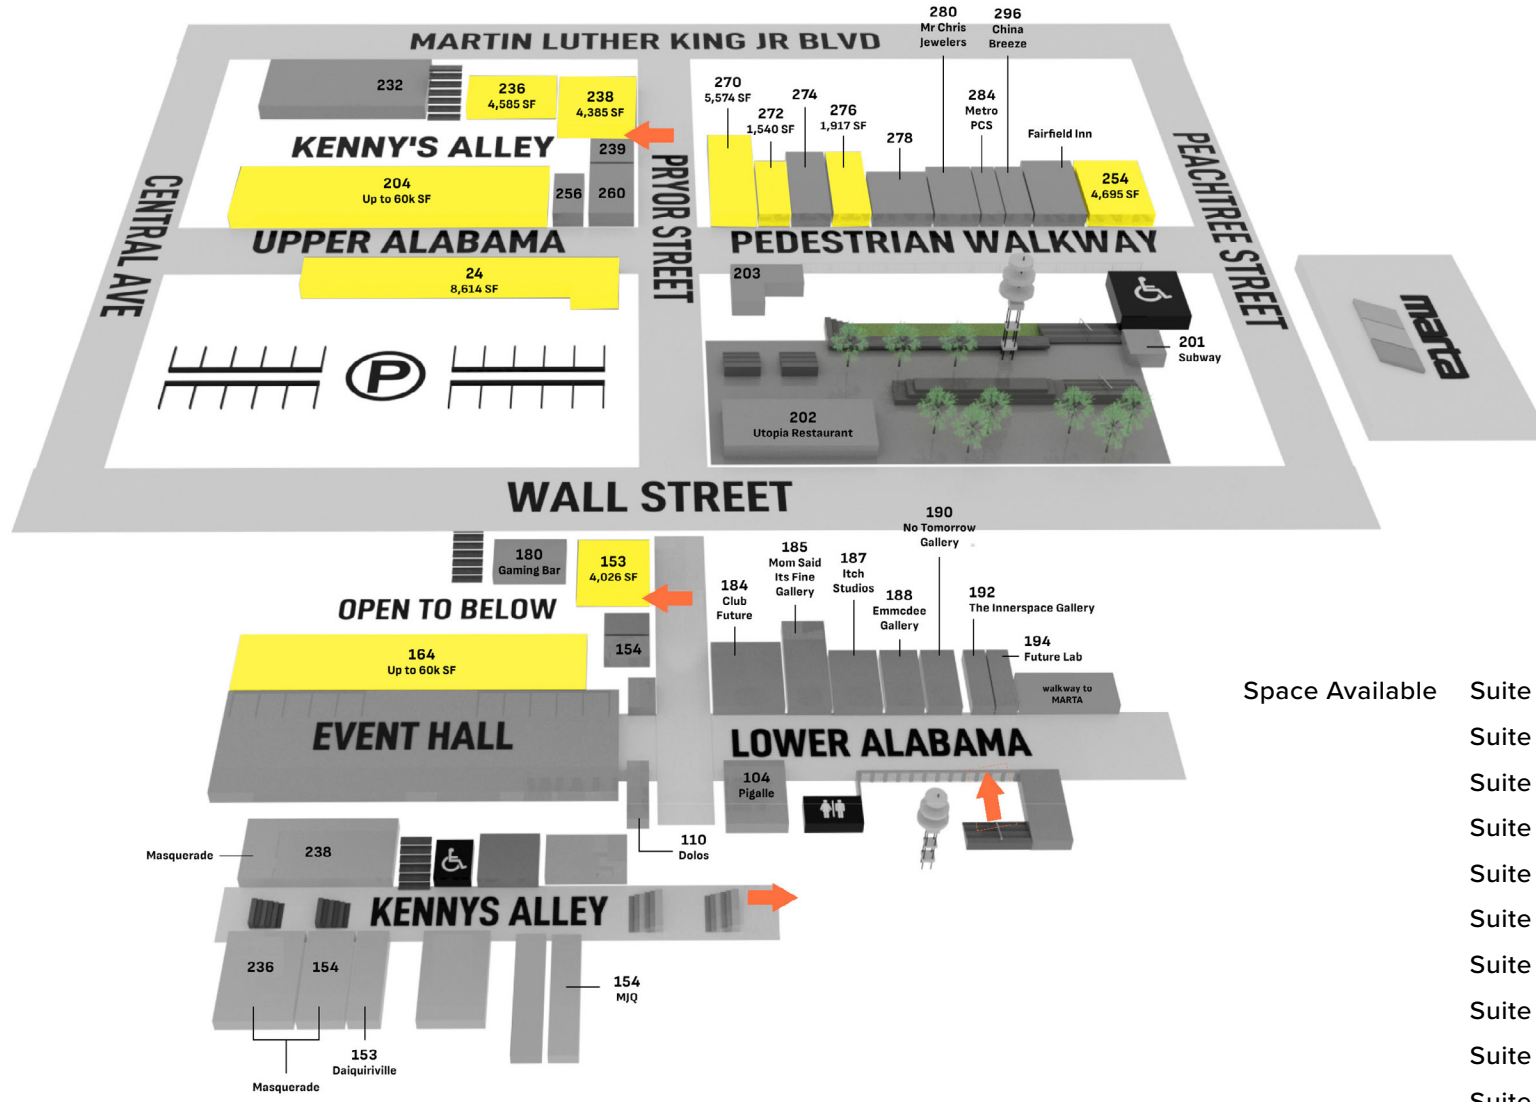 MARTIN LUTHER KING JR BLVD
280
Mr Chris
Jewelers
296
China
Breeze
232
236
4,585 SF
238
4,385 SF
270
5,574 SF
272
1,540 SF
274
276
1,917 SF
278
284
Metro
PCS
Fairfield Inn
254
4,695 SF
KENNY'S ALLEY
239
204
Up to 60k SF
256
260
CENTRAL AVE
PRYOR STREET
PEACHTREE STREET
UPPER ALABAMA
PEDESTRIAN WALKWAY
24
8,614 SF
203
marta
P
201
Subway
202
Utopia Restaurant
WALL STREET
180
Gaming Bar
153
4,026 SF
184
Club
Future
185
Mom Said
Its Fine
Gallery
187
Itch
Studios
188
Emmcdee
Gallery
190
No Tomorrow
Gallery
192
The Innerspace Gallery
194
Future Lab
OPEN TO BELOW
154
164
Up to 60k SF
walkway to
MARTA
EVENT HALL
LOWER ALABAMA
104
Pigalle
110
Dolos
Masquerade
238
KENNYS ALLEY
236
154
154
MJQ
153
Daiquiriville
Masquerade
Space Available
Suite
Suite
Suite
Suite
Suite
Suite
Suite
Suite
Suite
Suite